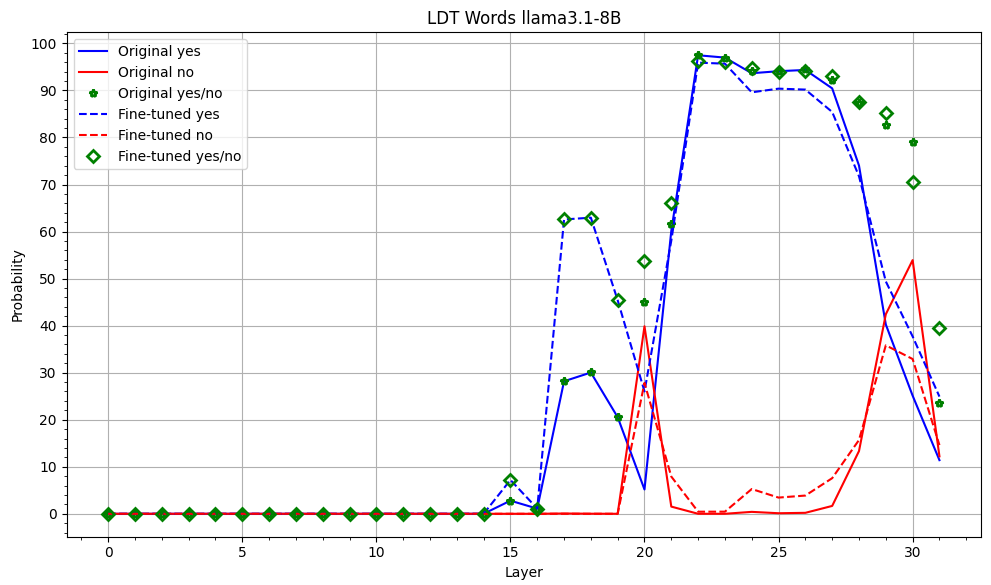 LDT Words llama3.1-8B
Original yes
Original no
Original yes/no
Fine-tuned yes
Fine-tuned no
Fine-tuned yes/no
Probability
100
90
80
70
60
50
40
30
20
10
0
0 5 10 15 20 25 30
Layer